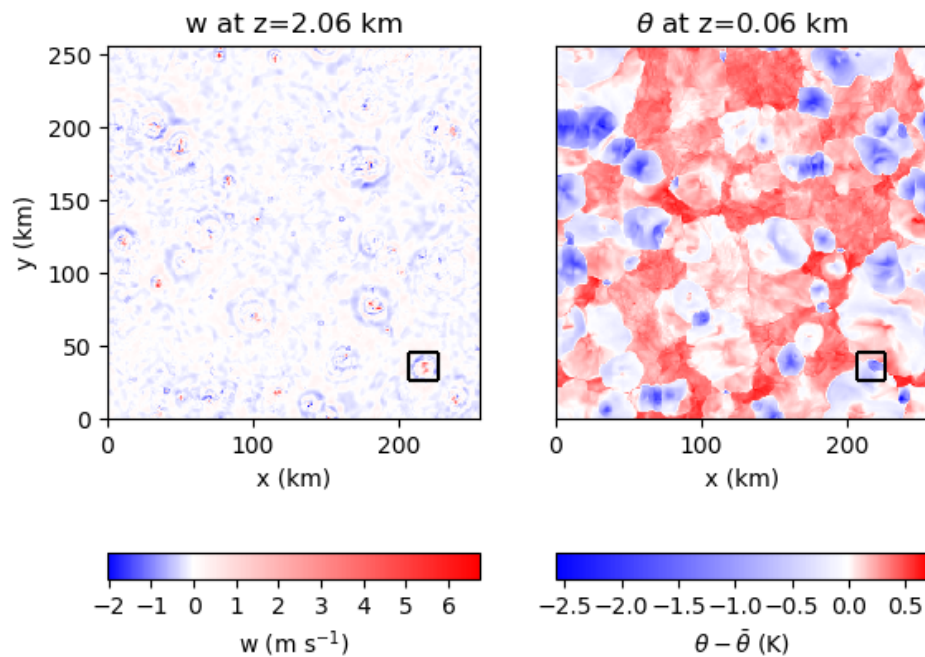 w at z=2.06 km
θ at z=0.06 km
250
200
150
100
50
0
y (km)
0 100 200
0 100 200
x (km)
x (km)
−2 −1 0 1 2 3 4 5 6
−2.5 −2.0 −1.5 −1.0 −0.5 0.0 0.5
w (m s⁻¹)
θ − θ̄ (K)